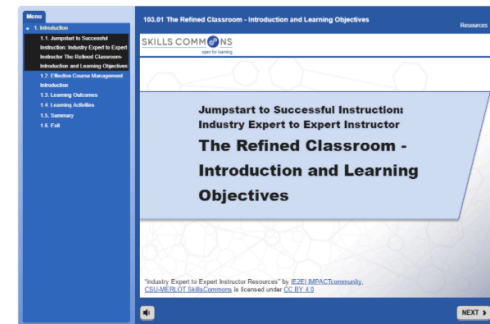 Menu
1. Introduction
1.1. Jumpstart to Successful
Instruction: Industry Expert to Expert
Instructor The Refined Classroom-
Introduction and Learning Objectives
1.2. Effective Course Management
Introduction
1.3. Learning Outcomes
1.4. Learning Activities
1.5. Summary
1.6. Exit
103.01 The Refined Classroom - Introduction and Learning Objectives
Resources
SKILLS COMMONS
open for learning
Jumpstart to Successful Instruction:
Industry Expert to Expert Instructor
The Refined Classroom -
Introduction and Learning
Objectives
"Industry Expert to Expert Instructor Resources" by IE2EI IMPACTcommunity,
CSU-MERLOT SkillsCommons is licensed under CC BY 4.0
NEXT